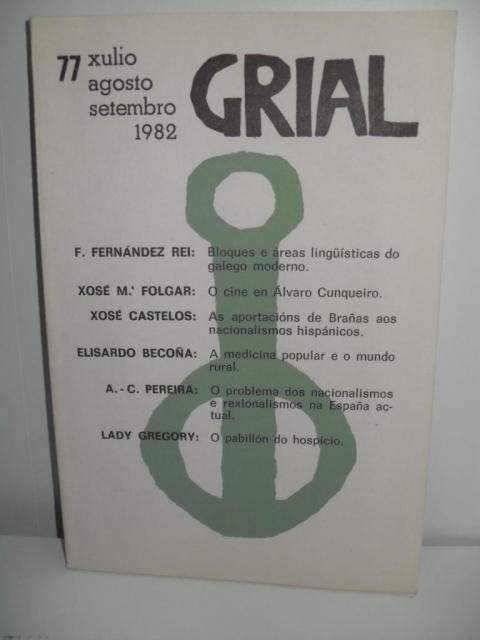 77 xulio
agosto
setembro
1982
GRIAL
F. FERNÁNDEZ REI: Bloques e áreas lingüísticas do
galego moderno.
XOSÉ M.ª FOLGAR: O cine en Álvaro Cunqueiro.
XOSÉ CASTELOS: As aportacións de Brañas aos
nacionalismos hispánicos.
ELISARDO BECOÑA: A medicina popular e o mundo
rural.
A.-C. PEREIRA: O problema dos nacionalismos
e rexionalismos na España ac-
tual.
LADY GREGORY: O pabillón do hospicio.